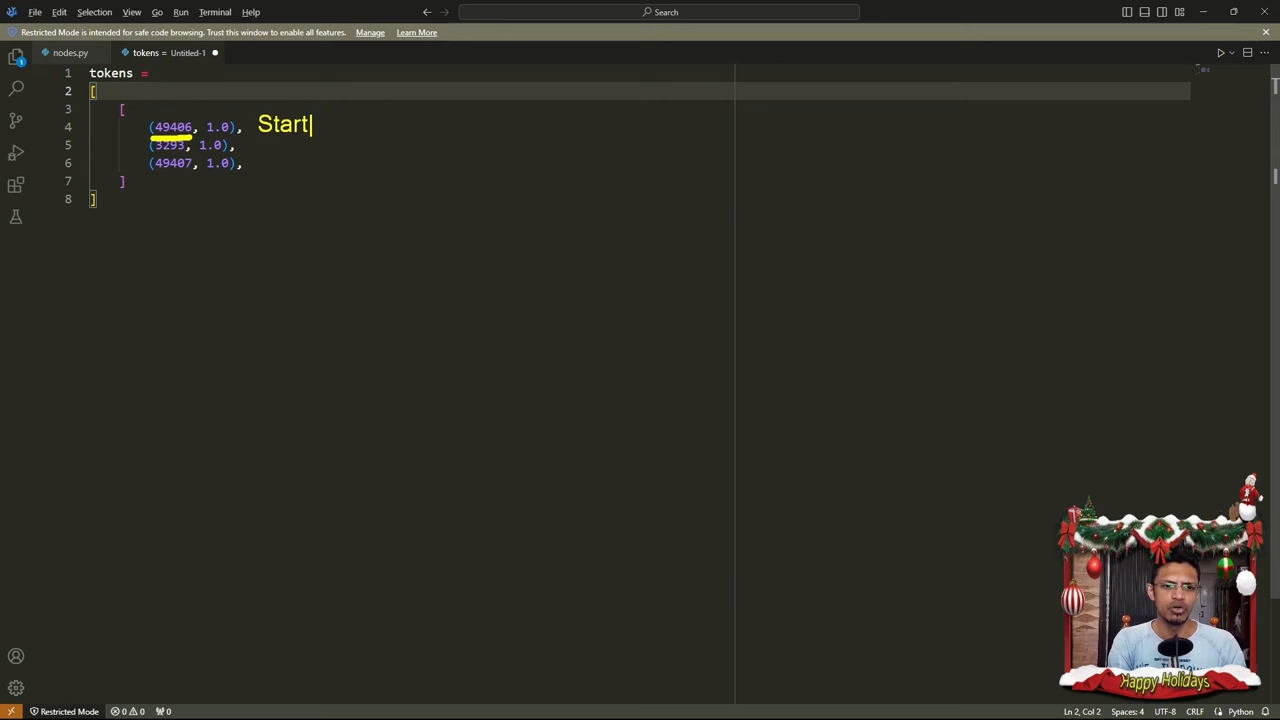 File Edit Selection View Go Run Terminal Help
Search
Restricted Mode is intended for safe code browsing. Trust this window to enable all features. Manage Learn More
nodes.py tokens = Untitled-1
1 tokens =
2 [
3 [
4 (49406, 1.0), Start
5 (3293, 1.0),
6 (49407, 1.0),
7 ]
8 ]
1
Happy Holidays
Restricted Mode 0 0 0 Ln 2, Col 2 Spaces: 4 UTF-8 CRLF Python